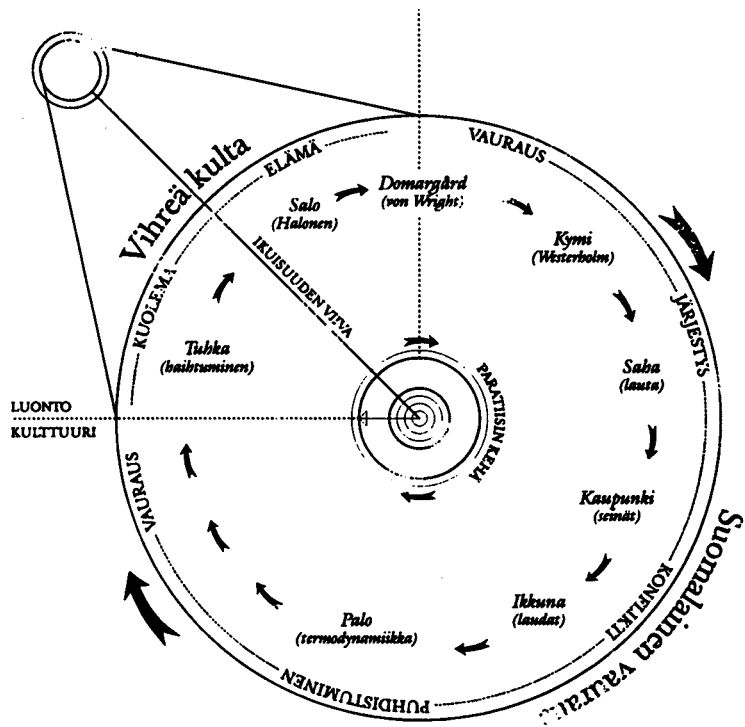 Vihreä kulta
ELÄMÄ
VAURAUS
Domargård
(von Wright)
Salo
(Halonen)
Kymi
(Westerholm)
IKUISUUDEN VIIVA
KUOLEMA
JÄRJESTYS
Tuhka
(haihtuminen)
Saha
(lauta)
PARATIISIN KEHÄ
LUONTO
KULTTUURI
VAURAUS
Kaupunki
(seinät)
Suomalainen
KONFLIKTI
Ikkuna
(laudat)
Palo
(termodynamiikka)
PUHDISTUMINEN